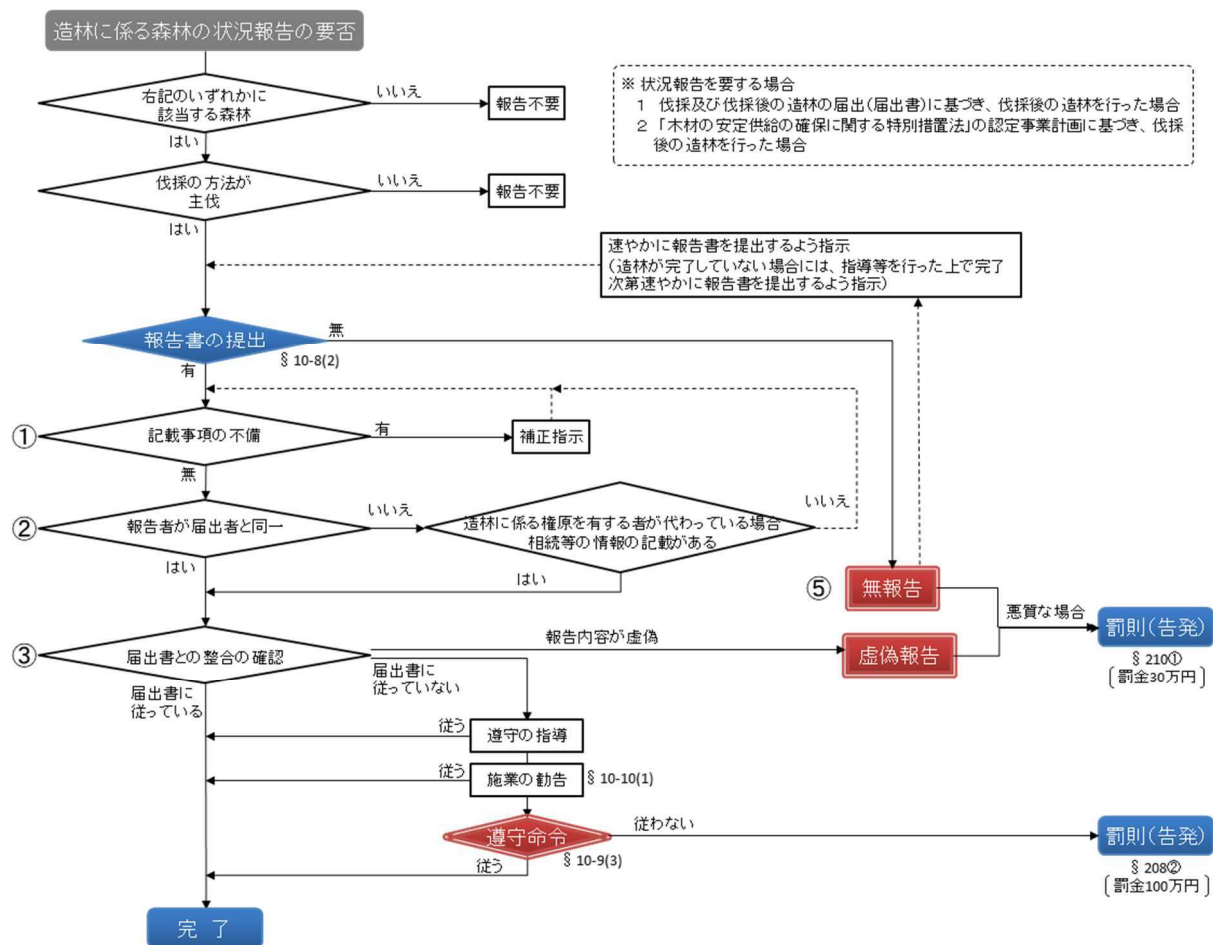 造林に係る森林の状況報告の要否
右記のいずれかに
該当する森林
いいえ
報告不要
はい
※ 状況報告を要する場合
1 伐採及び伐採後の造林の届出(届出書)に基づき、伐採後の造林を行った場合
2 「木材の安定供給の確保に関する特別措置法」の認定事業計画に基づき、伐採
後の造林を行った場合
伐採の方法が
主伐
いいえ
報告不要
はい
速やかに報告書を提出するよう指示
(造林が完了していない場合には、指導等を行った上で完了
次第速やかに報告書を提出するよう指示)
報告書の提出
無
§ 10-8(2)
有
①
記載事項の不備
有
補正指示
無
②
報告者が届出者と同一
いいえ
造林に係る権原を有する者が代わっている場合
相続等の情報の記載がある
いいえ
はい
はい
⑤
無報告
悪質な場合
罰則(告発)
§ 210①
〔罰金30万円〕
③
届出書との整合の確認
報告内容が虚偽
虚偽報告
届出書に
従っていない
届出書に
従っている
従う
遵守の指導
従う
施業の勧告
§ 10-10(1)
遵守命令
従わない
§ 10-9(3)
従う
罰則(告発)
§ 208②
〔罰金100万円〕
完 了